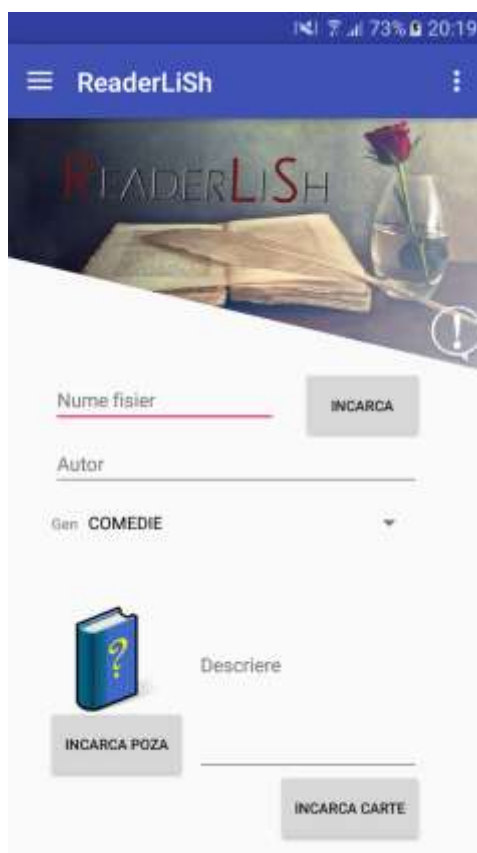 73% 20:19
ReaderLiSh
READERLISH
Nume fisier
INCARCA
Autor
Gen COMEDIE
?
Descriere
INCARCA POZA
INCARCA CARTE